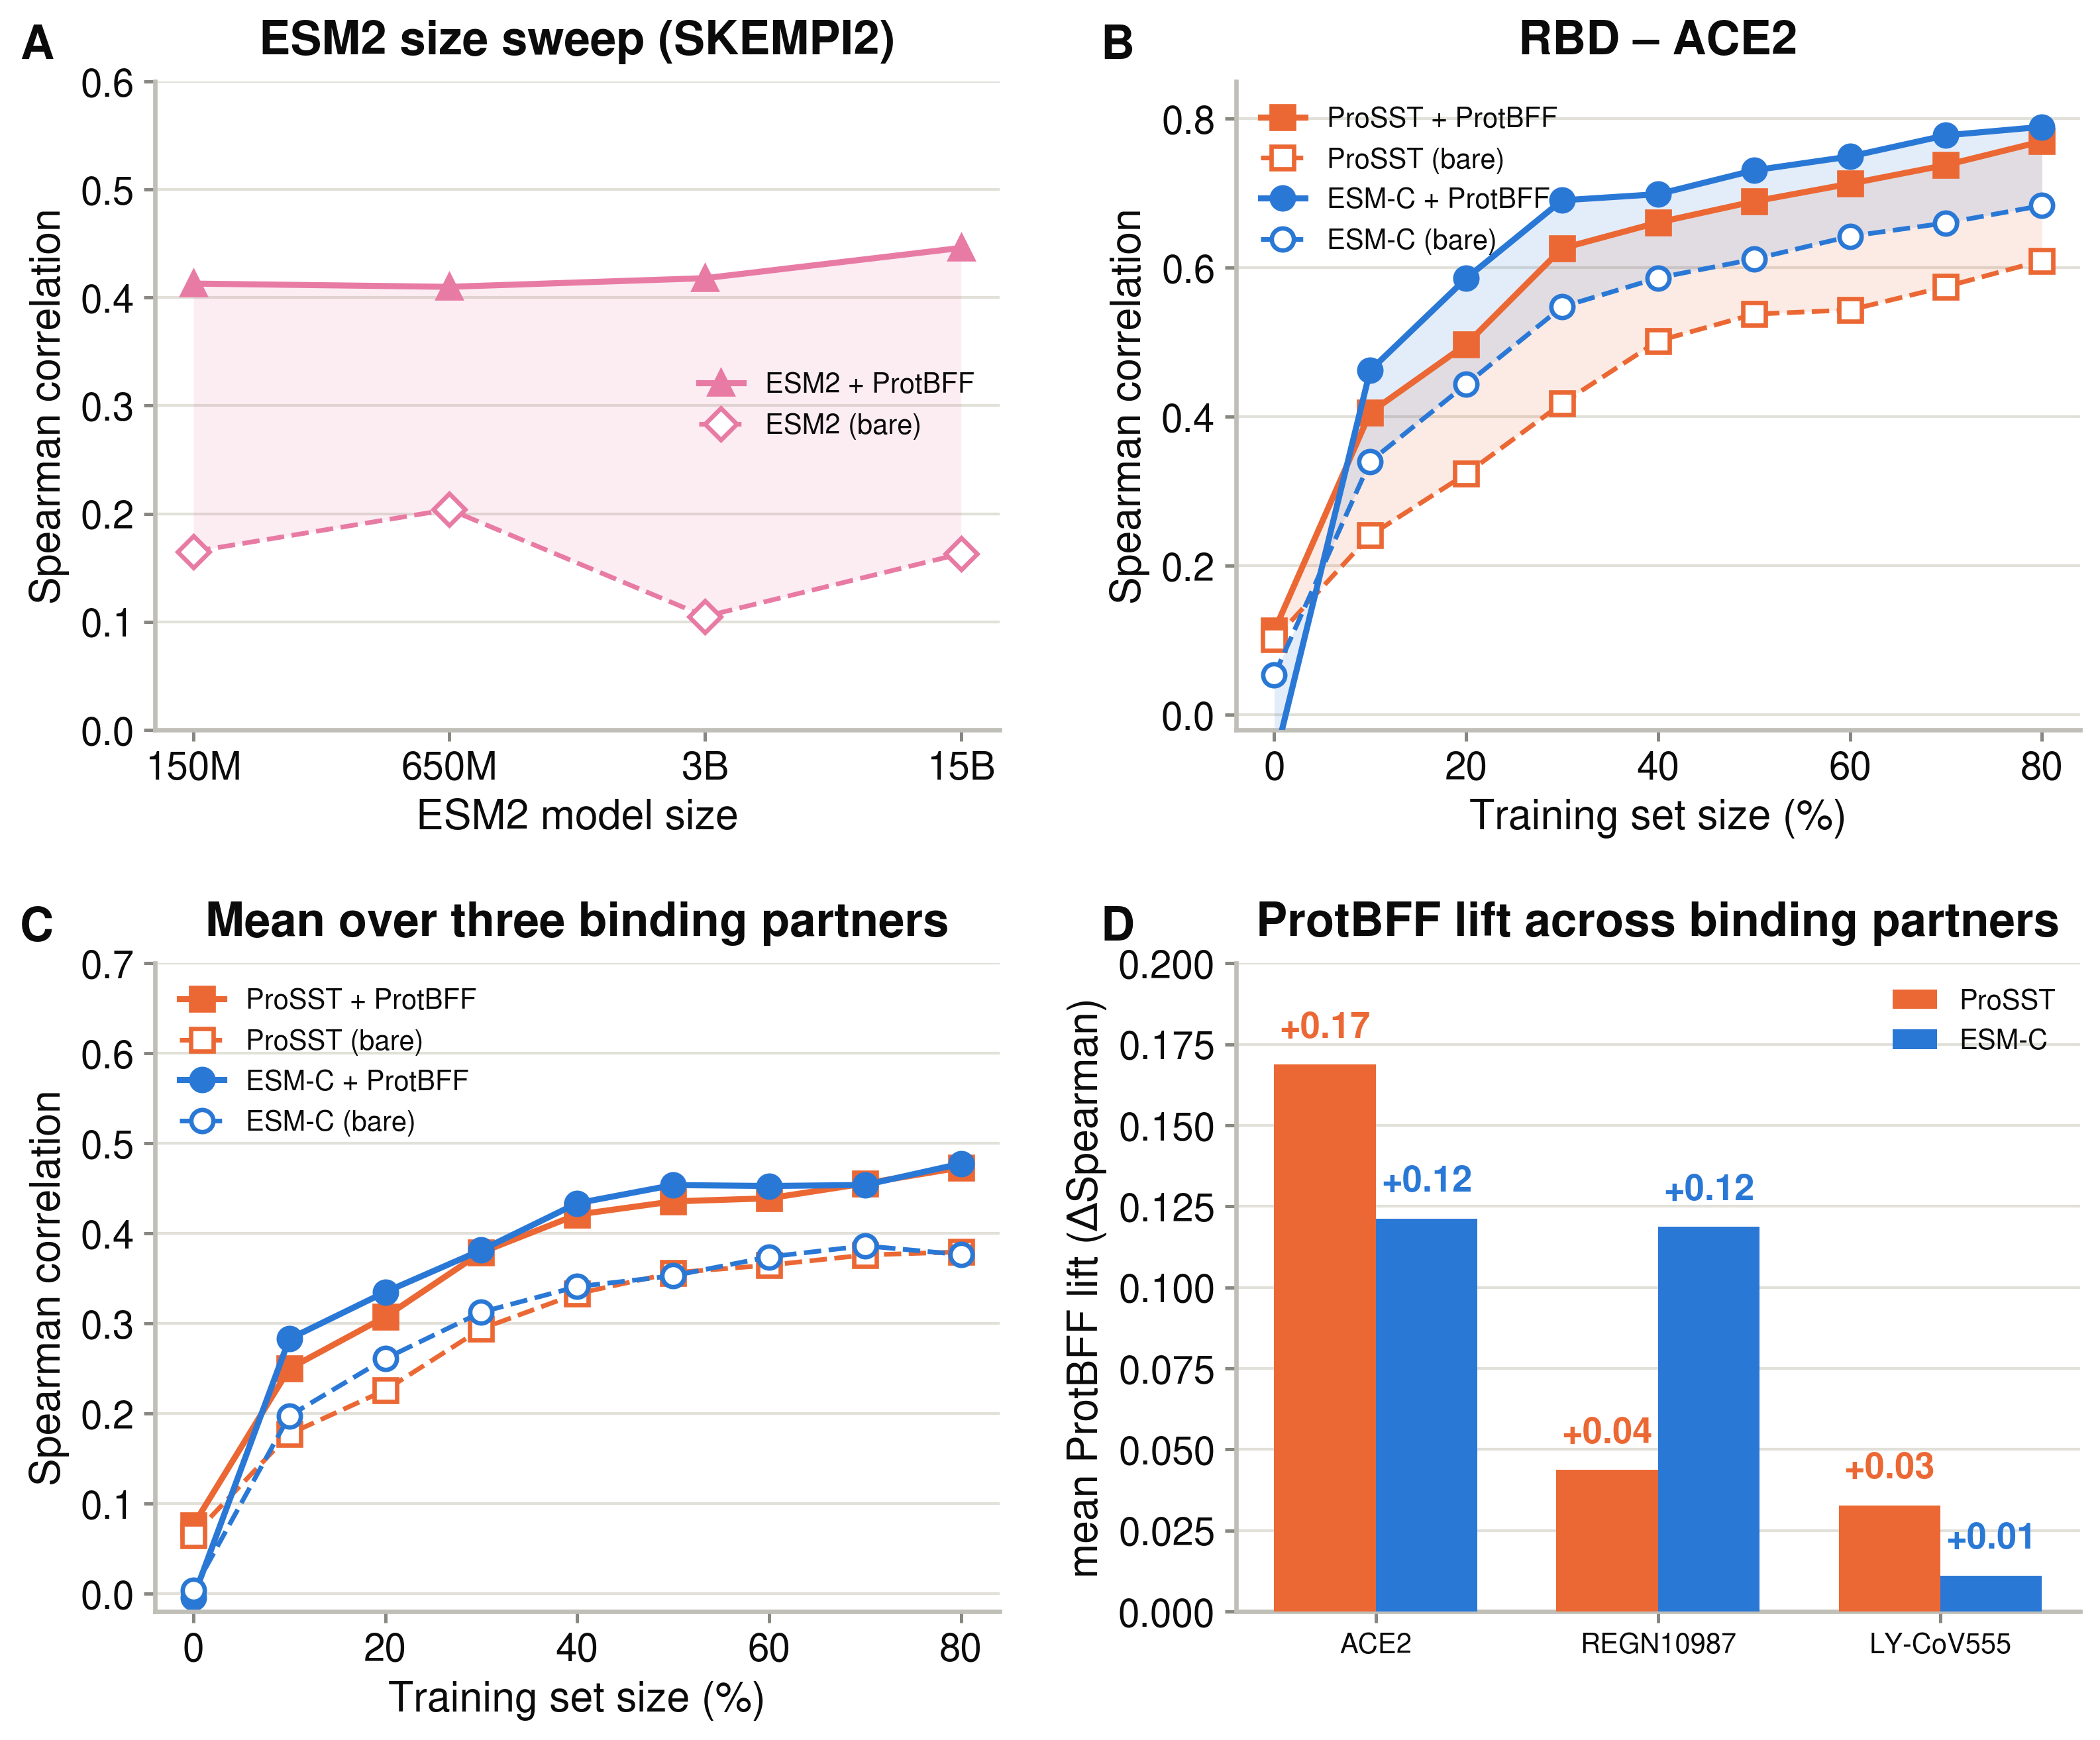 A
ESM2 size sweep (SKEMPI2)
Spearman correlation
0.6
0.5
0.4
0.3
0.2
0.1
0.0
ESM2 + ProtBFF
ESM2 (bare)
150M
650M
3B
15B
ESM2 model size
B
RBD – ACE2
Spearman correlation
0.8
0.6
0.4
0.2
0.0
ProSST + ProtBFF
ProSST (bare)
ESM-C + ProtBFF
ESM-C (bare)
0
20
40
60
80
Training set size (%)
C
Mean over three binding partners
Spearman correlation
0.7
0.6
0.5
0.4
0.3
0.2
0.1
0.0
ProSST + ProtBFF
ProSST (bare)
ESM-C + ProtBFF
ESM-C (bare)
0
20
40
60
80
Training set size (%)
D
ProtBFF lift across binding partners
mean ProtBFF lift (ΔSpearman)
0.200
0.175
0.150
0.125
0.100
0.075
0.050
0.025
0.000
ProSST
ESM-C
+0.17
+0.12
+0.04
+0.12
+0.03
+0.01
ACE2
REGN10987
LY-CoV555